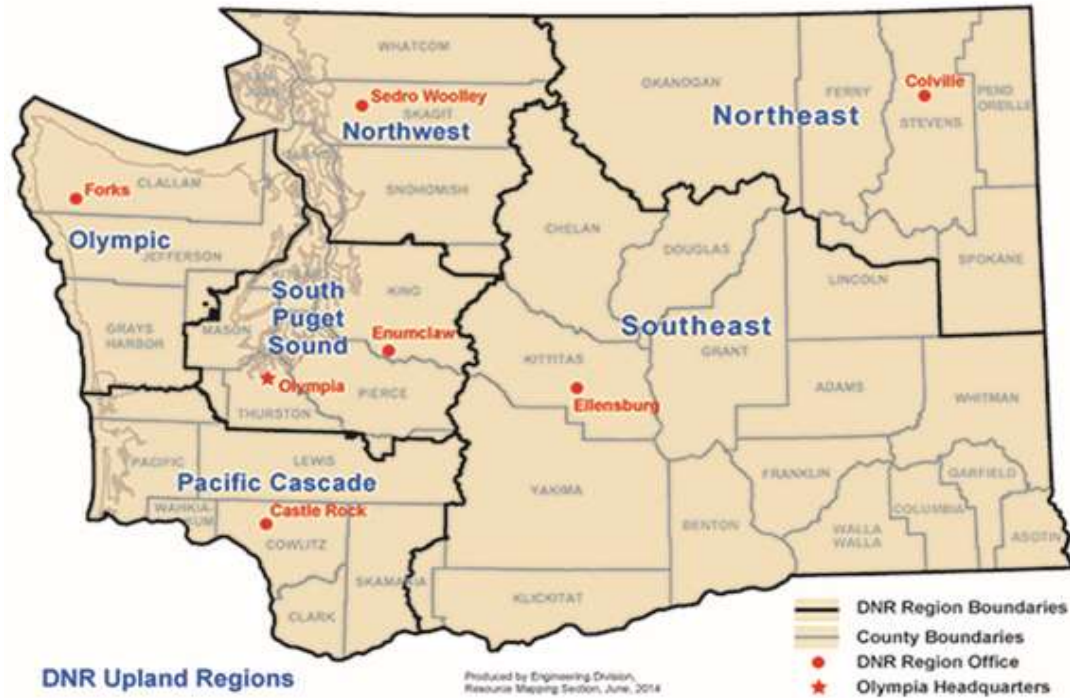 WHATCOM
OKANOGAN
FERRY
Colville
PEND
OREILLE
STEVENS
Sedro Woolley
SKAGIT
Northwest
Northeast
SNOHOMISH
CLALLAM
Forks
CHELAN
DOUGLAS
Olympic
JEFFERSON
LINCOLN
SPOKANE
KING
South
Puget
Sound
MASON
GRAYS
HARBOR
Enumclaw
Southeast
KITTITAS
GRANT
Olympia
PIERCE
Ellensburg
ADAMS
WHITMAN
THURSTON
LEWIS
PACIFIC
Pacific Cascade
YAKIMA
FRANKLIN
GARFIELD
WAHKIA-
KUM
Castle Rock
COWLITZ
BENTON
COLUMBIA
WALLA
WALLA
ASOTIN
SKAMANIA
CLARK
KLICKITAT
DNR Region Boundaries
County Boundaries
DNR Region Office
Olympia Headquarters
DNR Upland Regions
Produced by Engineering Division,
Resource Mapping Section, June, 2014